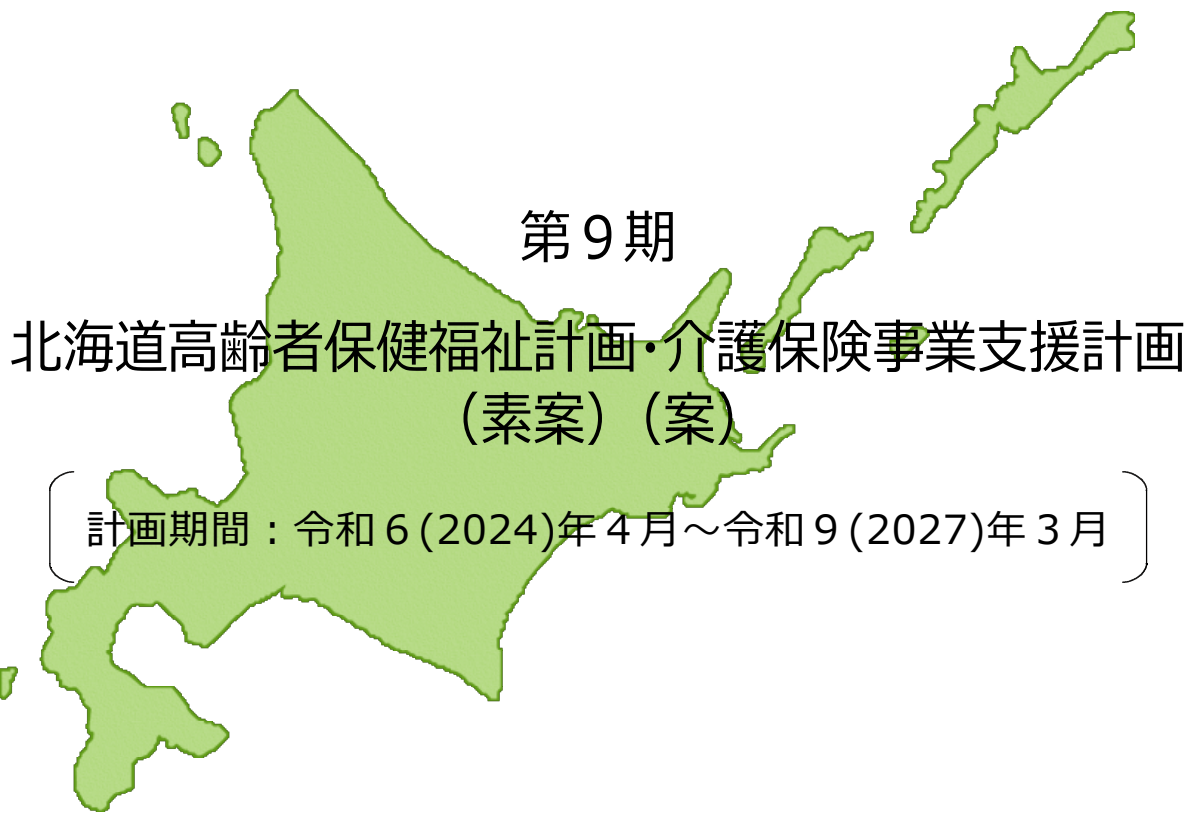 第９期
北海道高齢者保健福祉計画･介護保険事業支援計画
（素案）（案）
計画期間：令和６(2024)年４月～令和９(2027)年３月